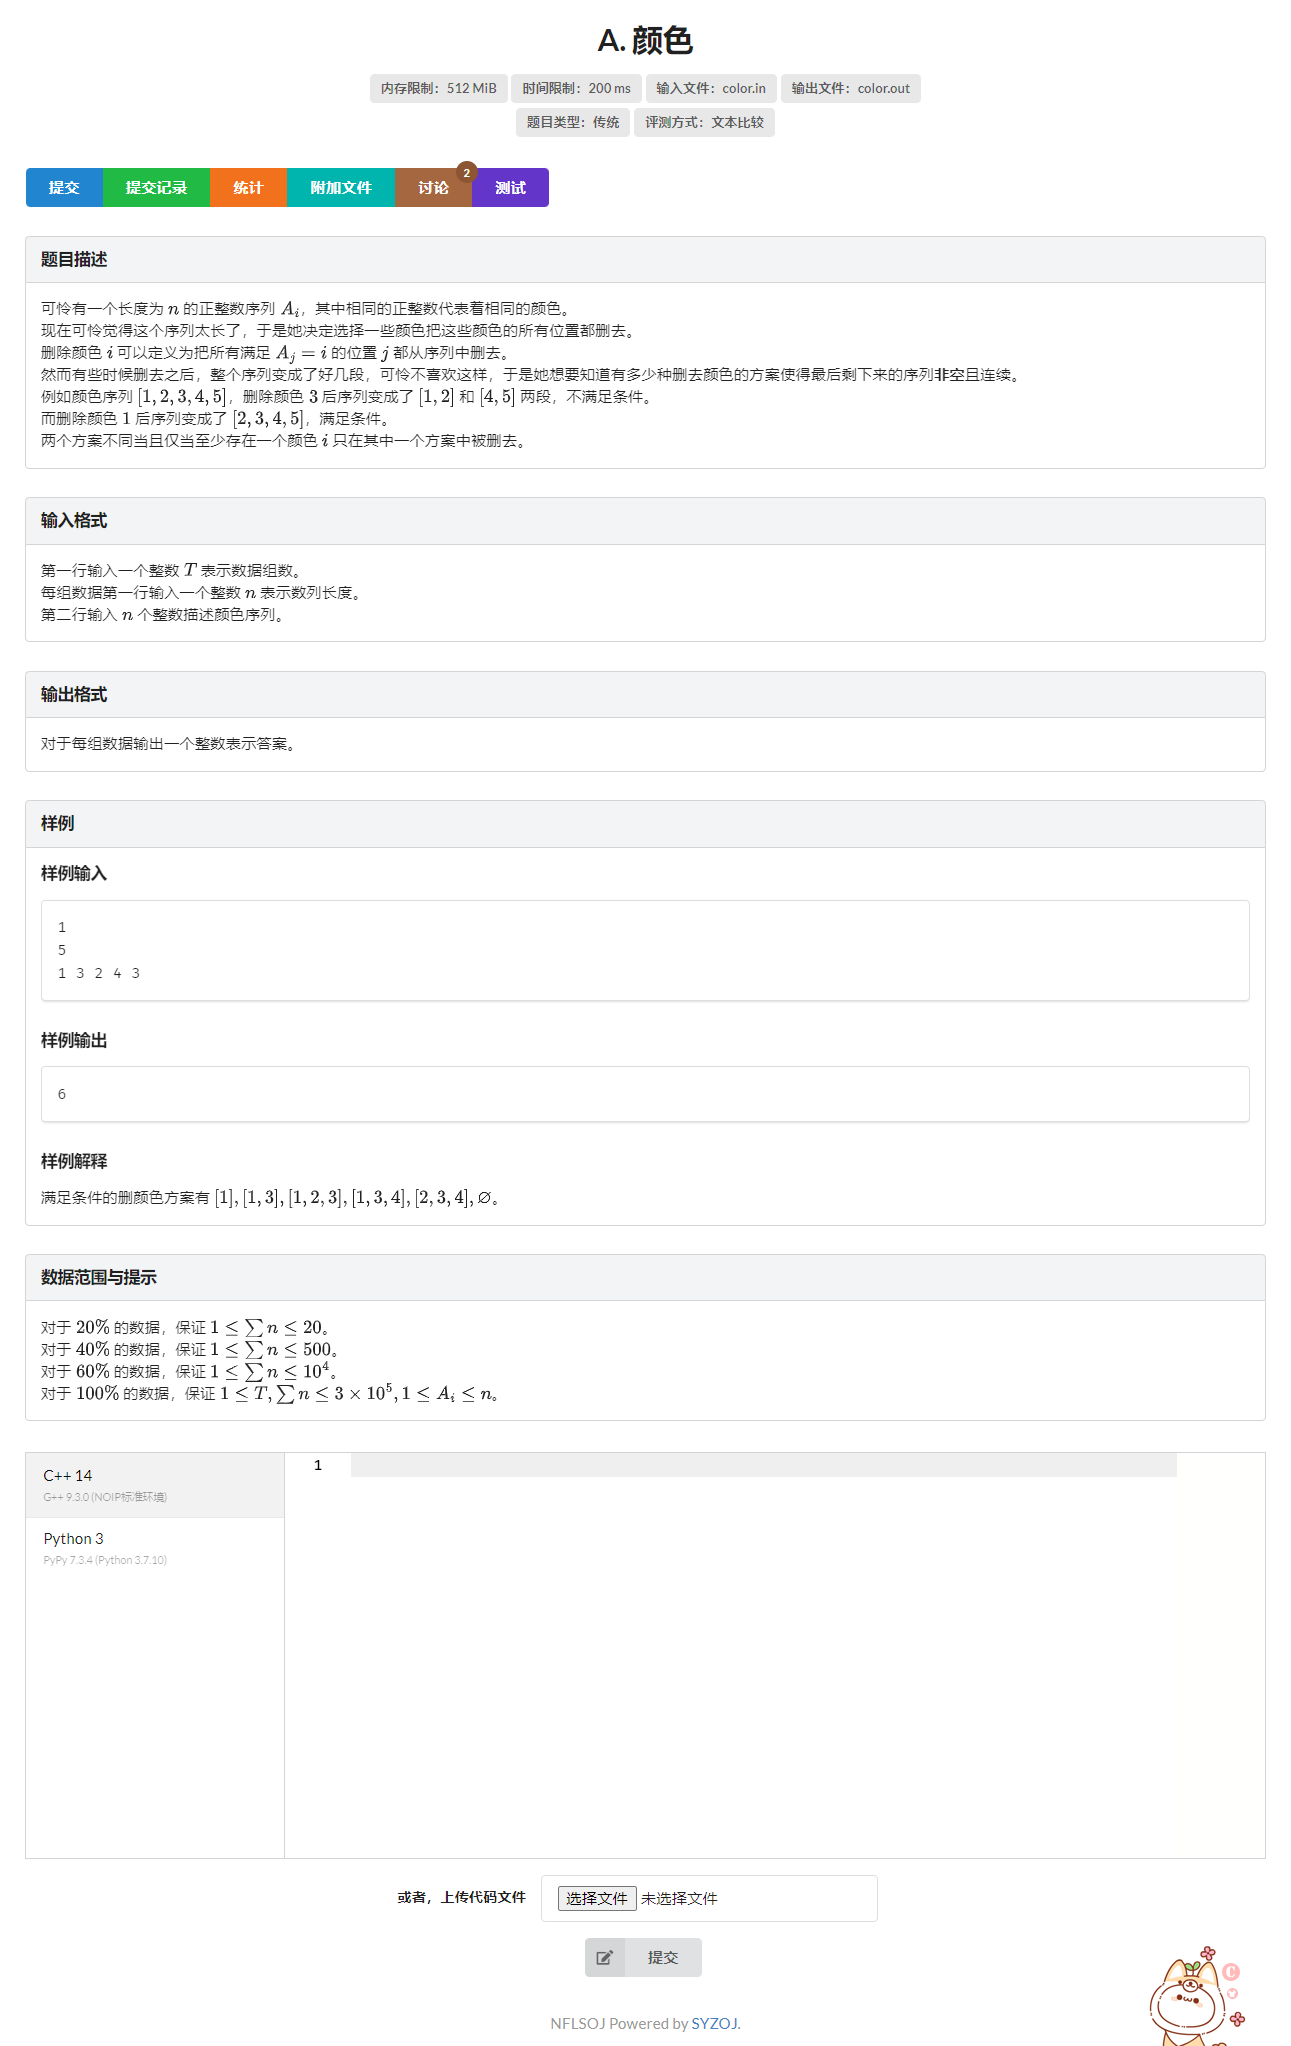 A. 颜色
内存限制：512 MiB 时间限制：200 ms 输入文件：color.in 输出文件：color.out
题目类型：传统 评测方式：文本比较
提交 提交记录 统计 附加文件 讨论 2 测试
题目描述
可怜有一个长度为 n 的正整数序列 A_i，其中相同的正整数代表着相同的颜色。
现在可怜觉得这个序列太长了，于是她决定选择一些颜色把这些颜色的所有位置都删去。
删除颜色 i 可以定义为把所有满足 A_j = i 的位置 j 都从序列中删去。
然而有些时候删去之后，整个序列变成了好几段，可怜不喜欢这样，于是她想要知道有多少种删去颜色的方案使得最后剩下来的序列非空且连续。
例如颜色序列 [1, 2, 3, 4, 5]，删除颜色 3 后序列变成了 [1, 2] 和 [4, 5] 两段，不满足条件。
而删除颜色 1 后序列变成了 [2, 3, 4, 5]，满足条件。
两个方案不同当且仅当至少存在一个颜色 i 只在其中一个方案中被删去。
输入格式
第一行输入一个整数 T 表示数据组数。
每组数据第一行输入一个整数 n 表示数列长度。
第二行输入 n 个整数描述颜色序列。
输出格式
对于每组数据输出一个整数表示答案。
样例
样例输入
1
5
1 3 2 4 3
样例输出
6
样例解释
满足条件的删颜色方案有 [1], [1, 3], [1, 2, 3], [1, 3, 4], [2, 3, 4], ∅。
数据范围与提示
对于 20% 的数据，保证 1 ≤ ∑ n ≤ 20。
对于 40% 的数据，保证 1 ≤ ∑ n ≤ 500。
对于 60% 的数据，保证 1 ≤ ∑ n ≤ 10^4。
对于 100% 的数据，保证 1 ≤ T, ∑ n ≤ 3 × 10^5, 1 ≤ A_i ≤ n。
C++ 14
G++ 9.3.0 (NOIP标准环境)
1
Python 3
PyPy 7.3.4 (Python 3.7.10)
或者，上传代码文件 选择文件 未选择文件
提交
C
NFLSOJ Powered by SYZOJ.